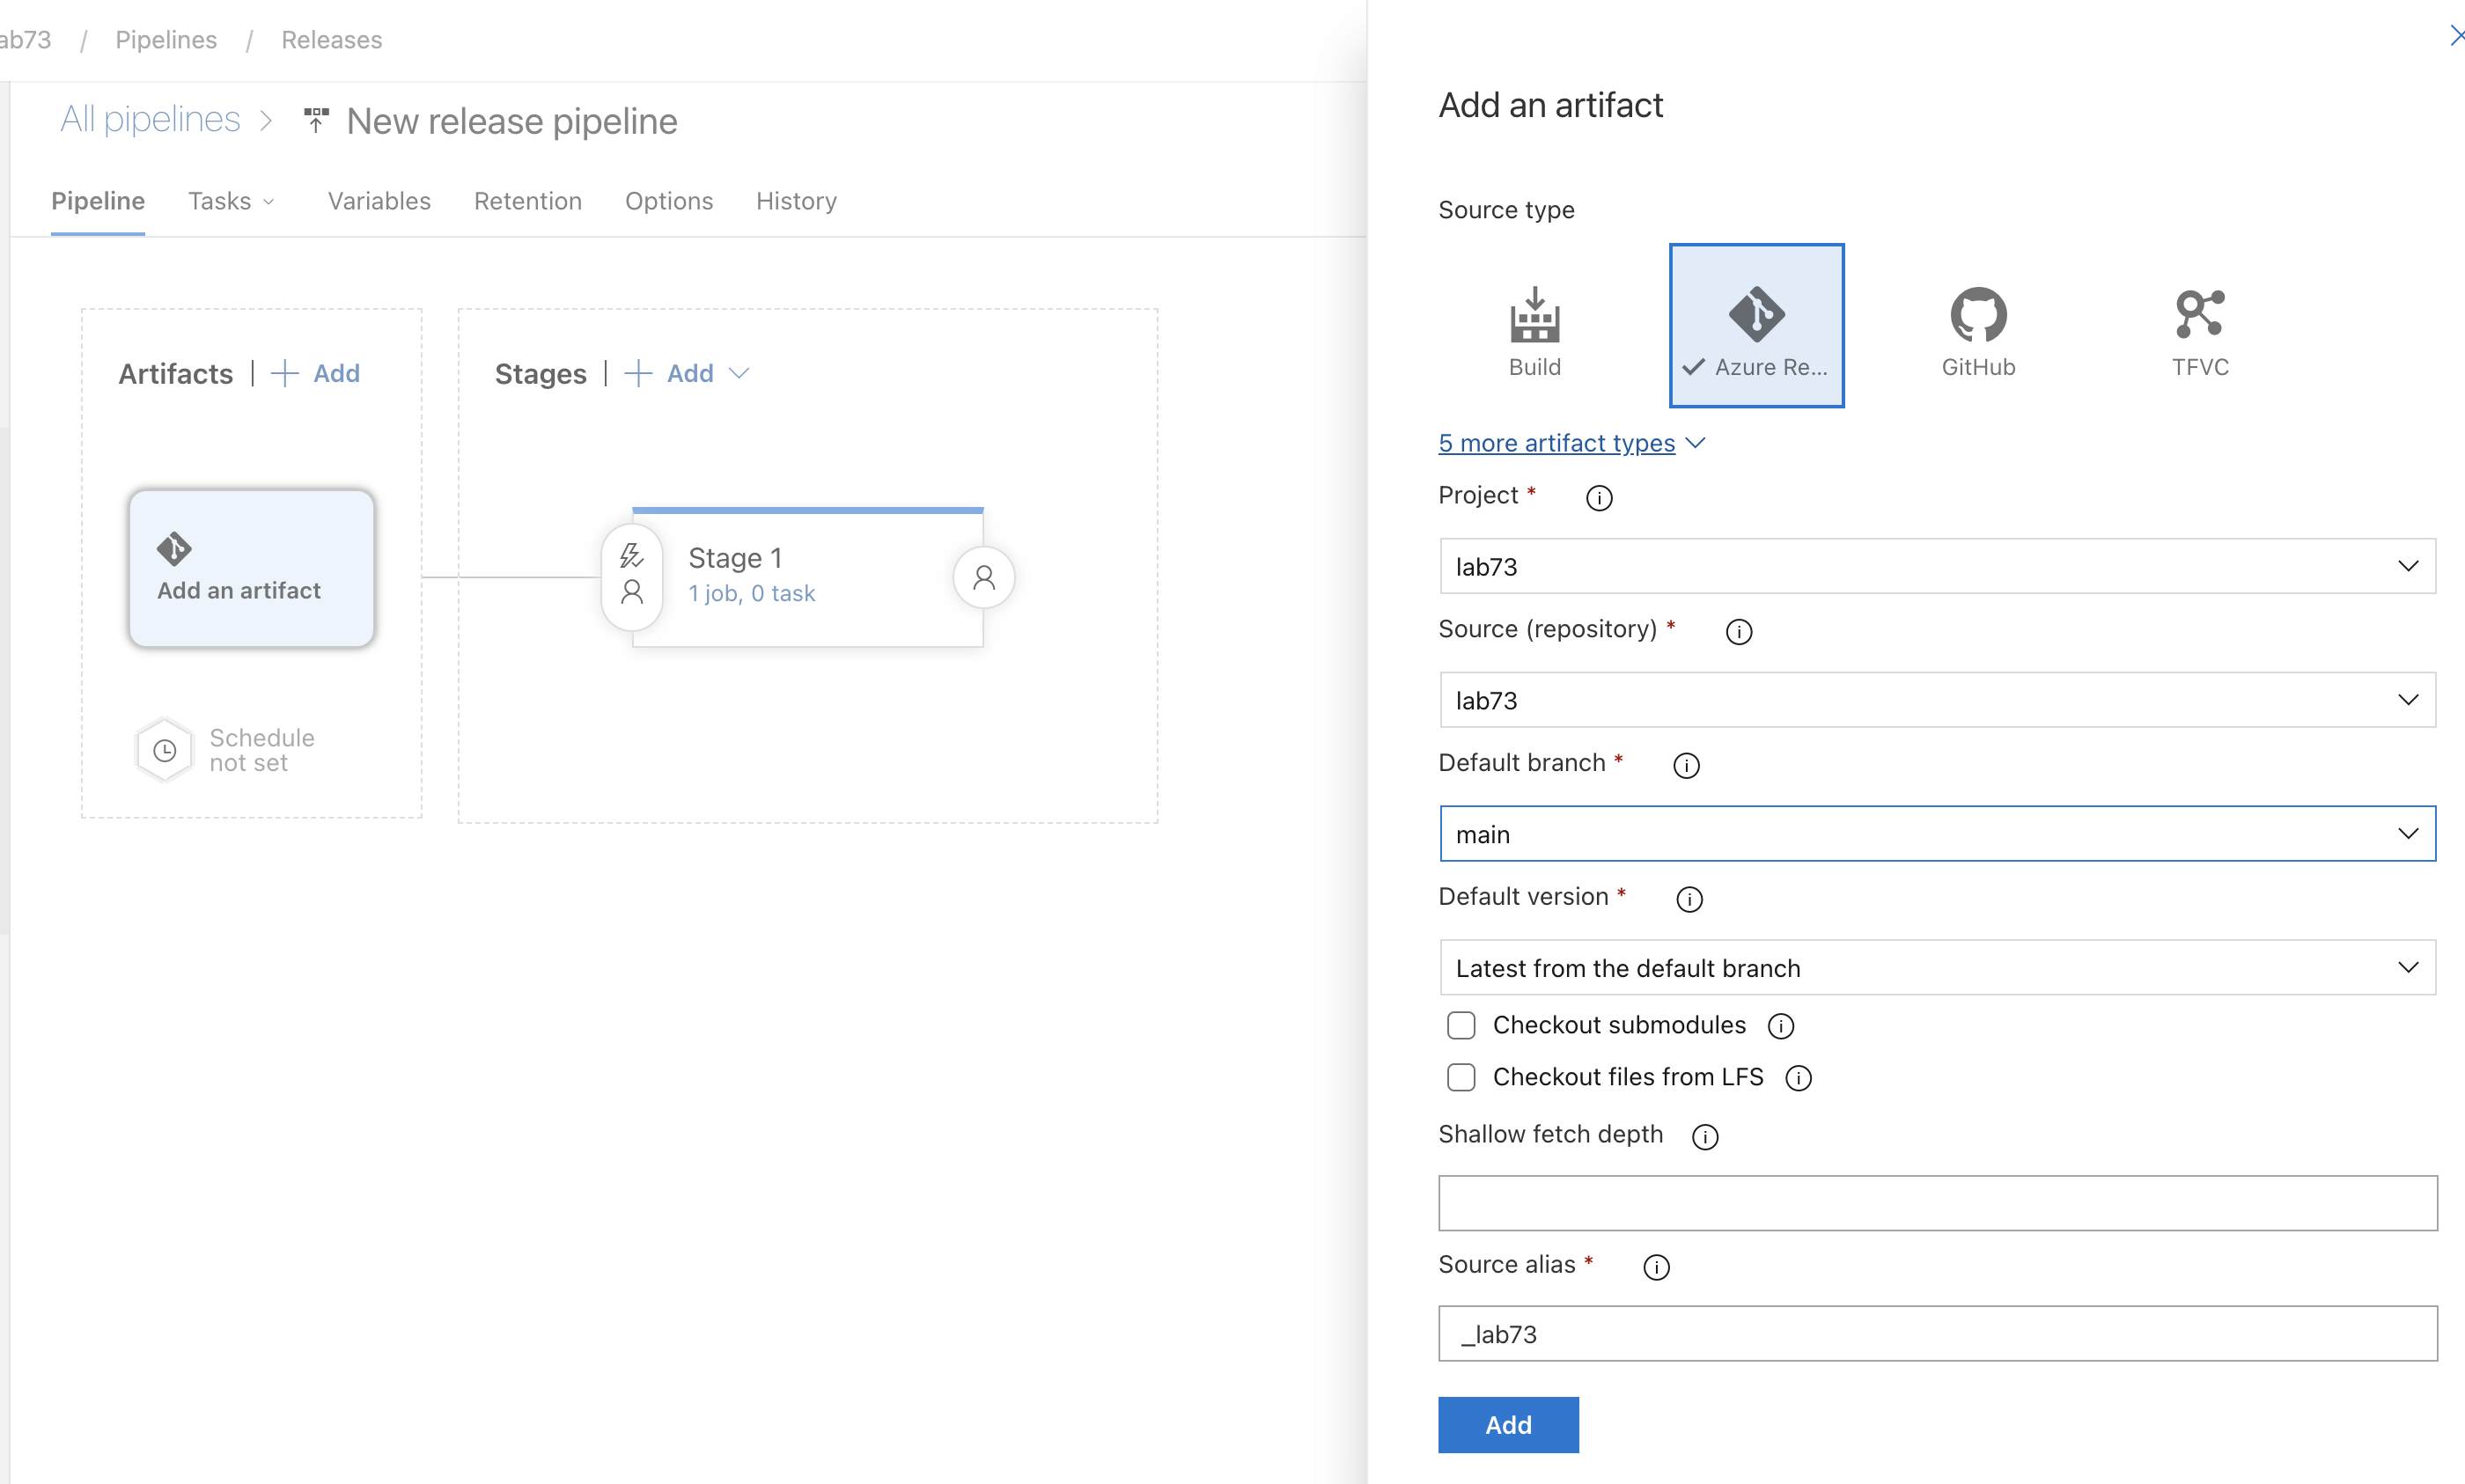 ab73 / Pipelines / Releases
All pipelines > New release pipeline
Pipeline Tasks Variables Retention Options History
Artifacts | + Add
Add an artifact
Schedule
not set
Stages | + Add
Stage 1
1 job, 0 task
Add an artifact
Source type
Build
Azure Re...
GitHub
TFVC
5 more artifact types
Project *
lab73
Source (repository) *
lab73
Default branch *
main
Default version *
Latest from the default branch
Checkout submodules
Checkout files from LFS
Shallow fetch depth
Source alias *
_lab73
Add